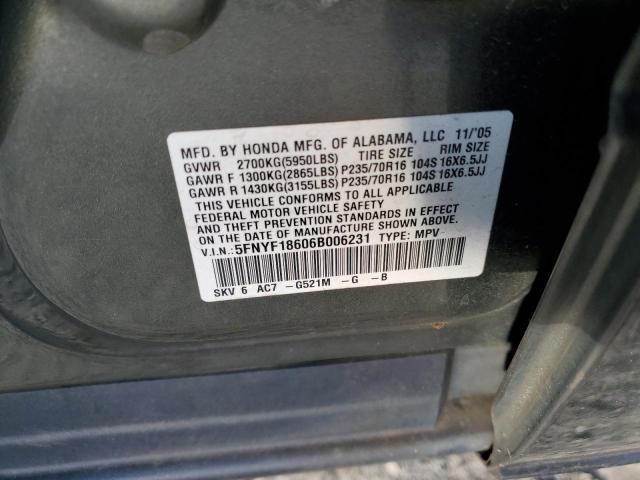 MFD. BY HONDA MFG. OF ALABAMA, LLC 11/'05
GVWR 2700KG(5950LBS) TIRE SIZE RIM SIZE
GAWR F 1300KG(2865LBS) P235/70R16 104S 16X6.5JJ
GAWR R 1430KG(3155LBS) P235/70R16 104S 16X6.5JJ
THIS VEHICLE CONFORMS TO ALL APPLICABLE
FEDERAL MOTOR VEHICLE SAFETY
AND THEFT PREVENTION STANDARDS IN EFFECT
ON THE DATE OF MANUFACTURE SHOWN ABOVE.
V.I.N.: 5FNYF18606B006231 TYPE: MPV
SKV 6 AC7 -G521M -G -B